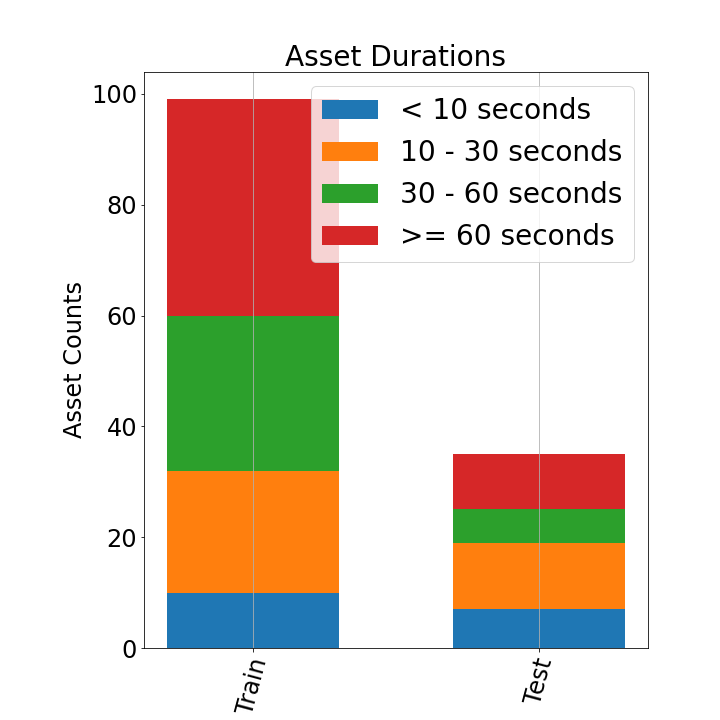 Asset Durations
100
80
60
40
20
0
Asset Counts
< 10 seconds
10 - 30 seconds
30 - 60 seconds
>= 60 seconds
Train
Test